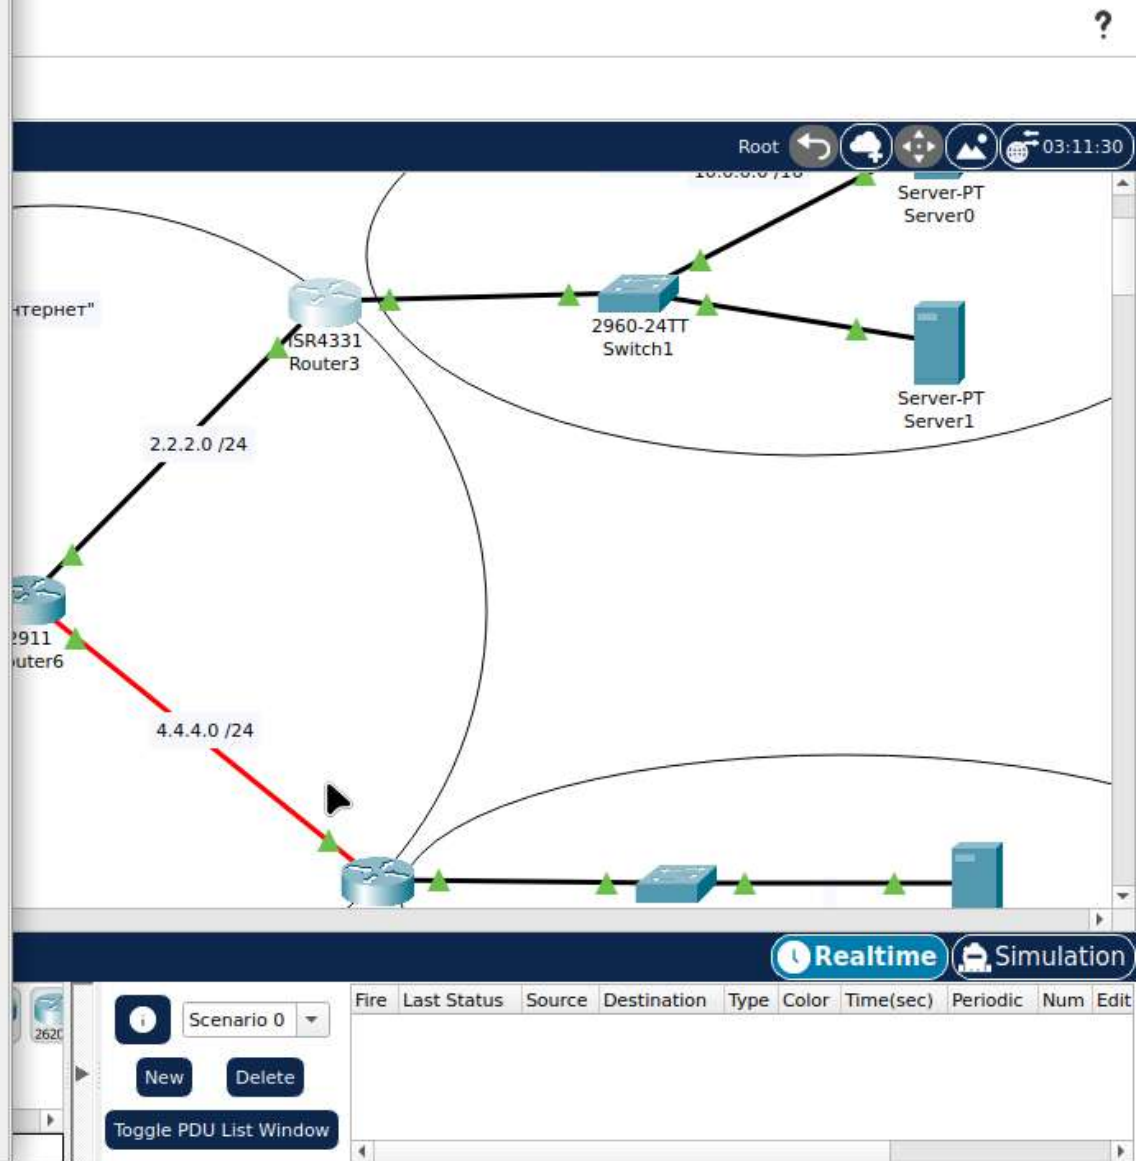 ?
Root
03:11:30
Server-PT
Server0
нтернет"
ISR4331
Router3
2960-24TT
Switch1
Server-PT
Server1
2.2.2.0 /24
2911
outer6
4.4.4.0 /24
Realtime
Simulation
Scenario 0
New
Delete
Toggle PDU List Window
Fire Last Status Source Destination Type Color Time(sec) Periodic Num Edit